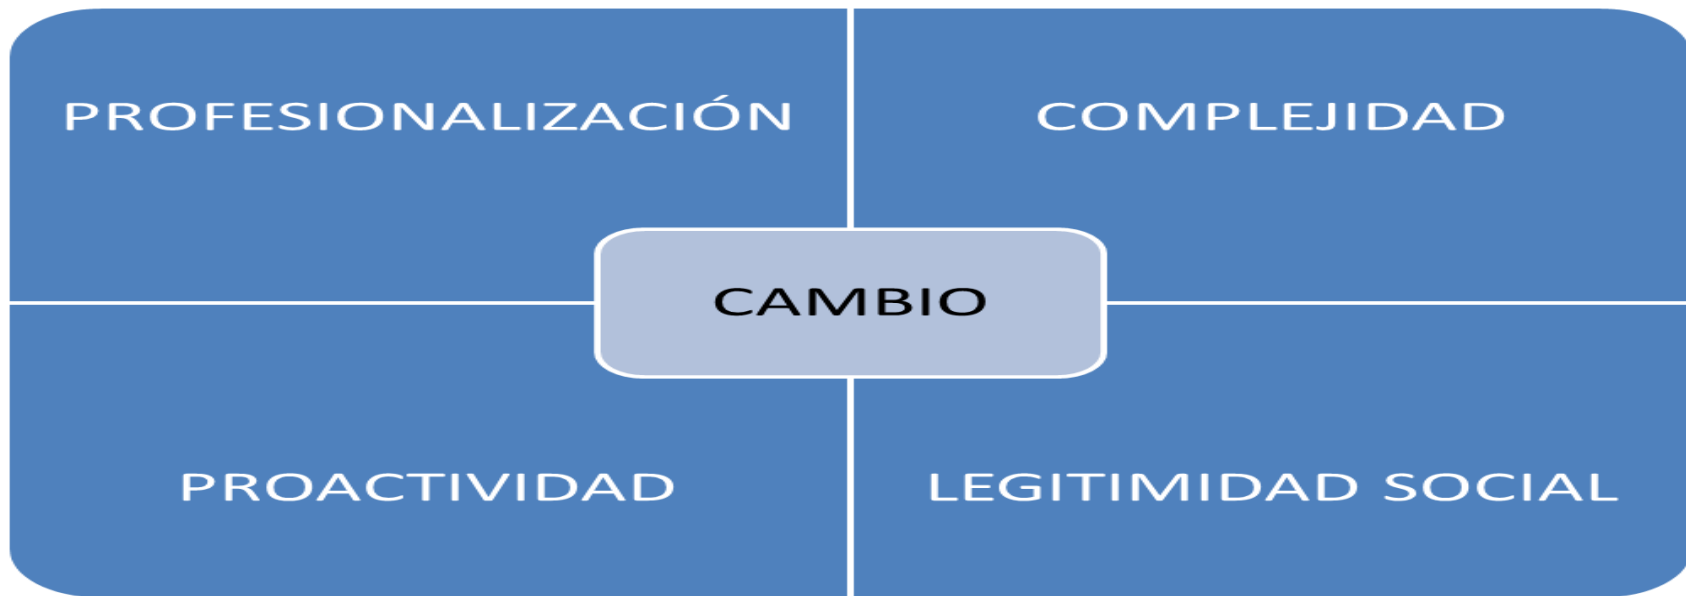 PROFESIONALIZACIÓN
COMPLEJIDAD
CAMBIO
PROACTIVIDAD
LEGITIMIDAD SOCIAL